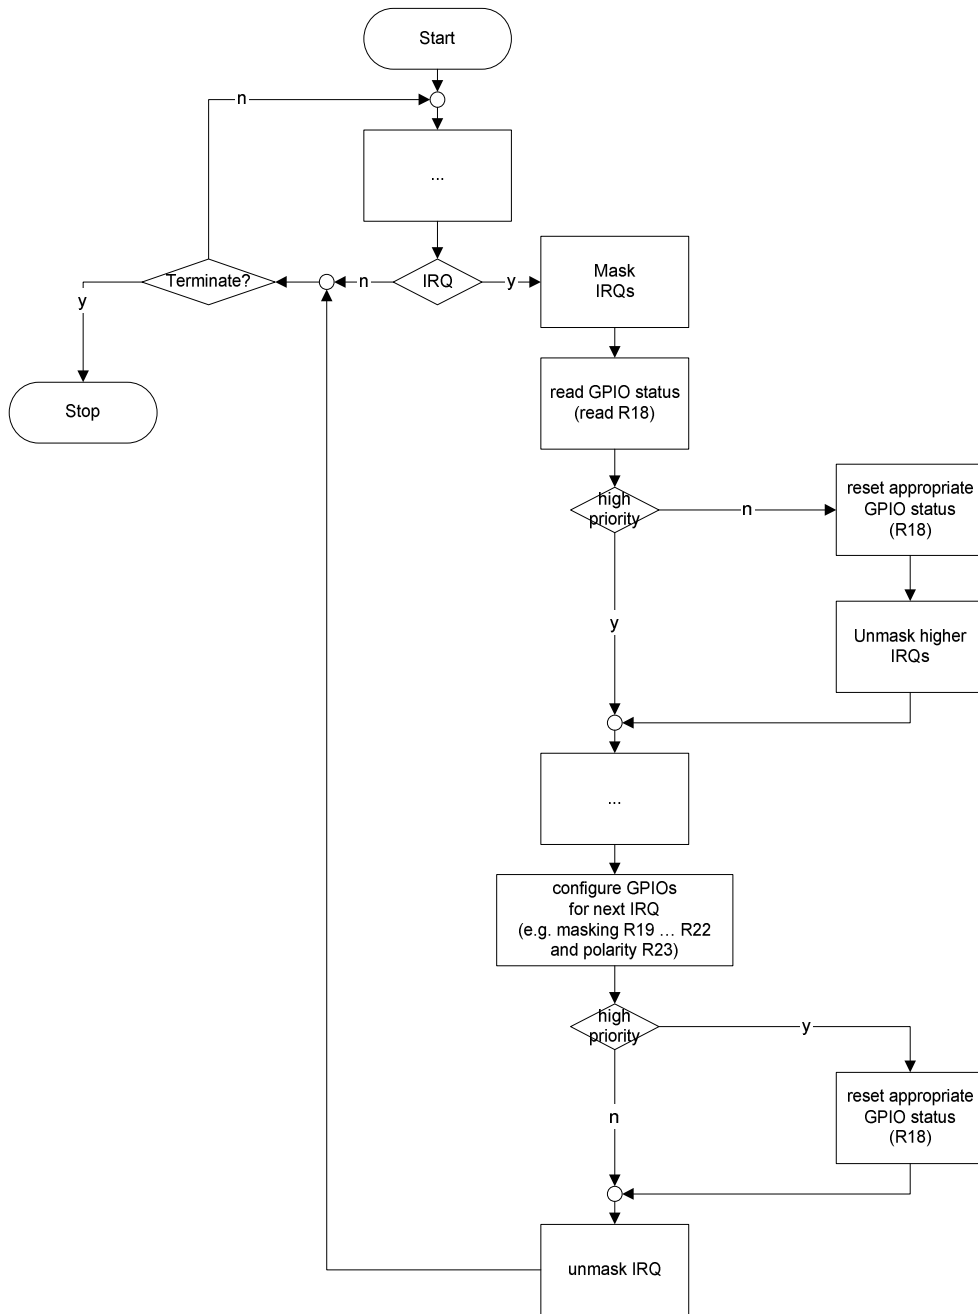 Start
n
...
Terminate?
n
IRQ
y
Mask
IRQs
y
Stop
read GPIO status
(read R18)
high
priority
n
reset appropriate
GPIO status
(R18)
y
Unmask higher
IRQs
...
configure GPIOs
for next IRQ
(e.g. masking R19 … R22
and polarity R23)
high
priority
y
reset appropriate
GPIO status
(R18)
n
unmask IRQ